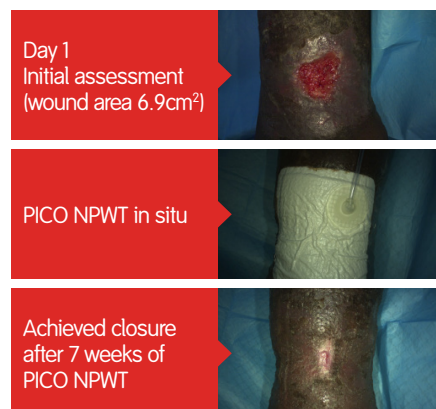 Day 1
Initial assessment
(wound area 6.9cm²)
PICO NPWT in situ
Achieved closure
after 7 weeks of
PICO NPWT